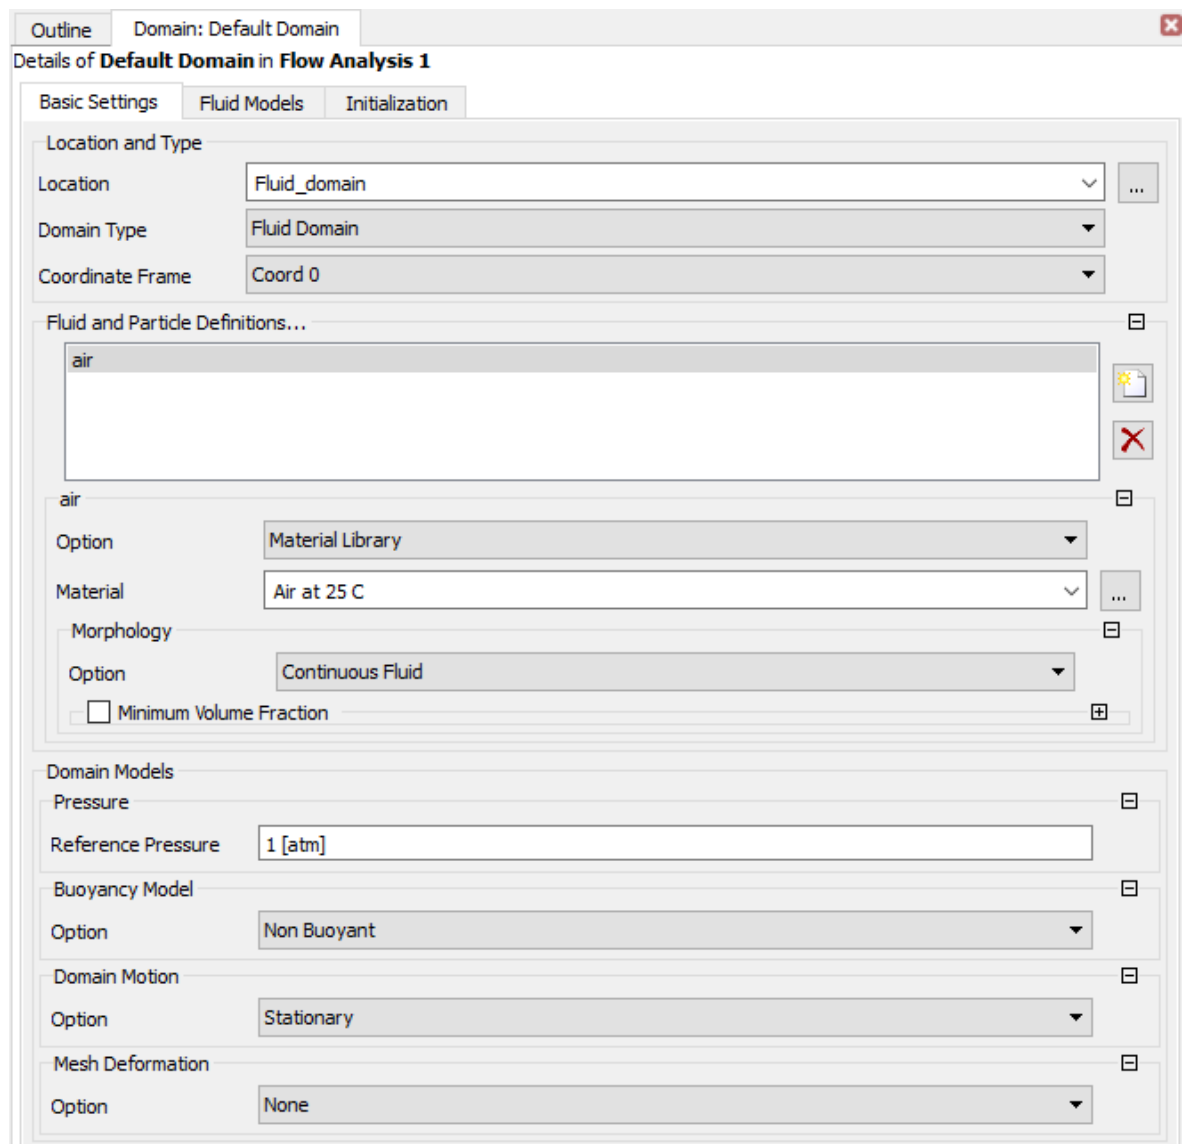 Outline Domain: Default Domain
Details of Default Domain in Flow Analysis 1
Basic Settings Fluid Models Initialization
Location and Type
Location Fluid_domain ...
Domain Type Fluid Domain
Coordinate Frame Coord 0
Fluid and Particle Definitions...
air
air
Option Material Library
Material Air at 25 C ...
Morphology
Option Continuous Fluid
Minimum Volume Fraction
Domain Models
Pressure
Reference Pressure 1 [atm]
Buoyancy Model
Option Non Buoyant
Domain Motion
Option Stationary
Mesh Deformation
Option None